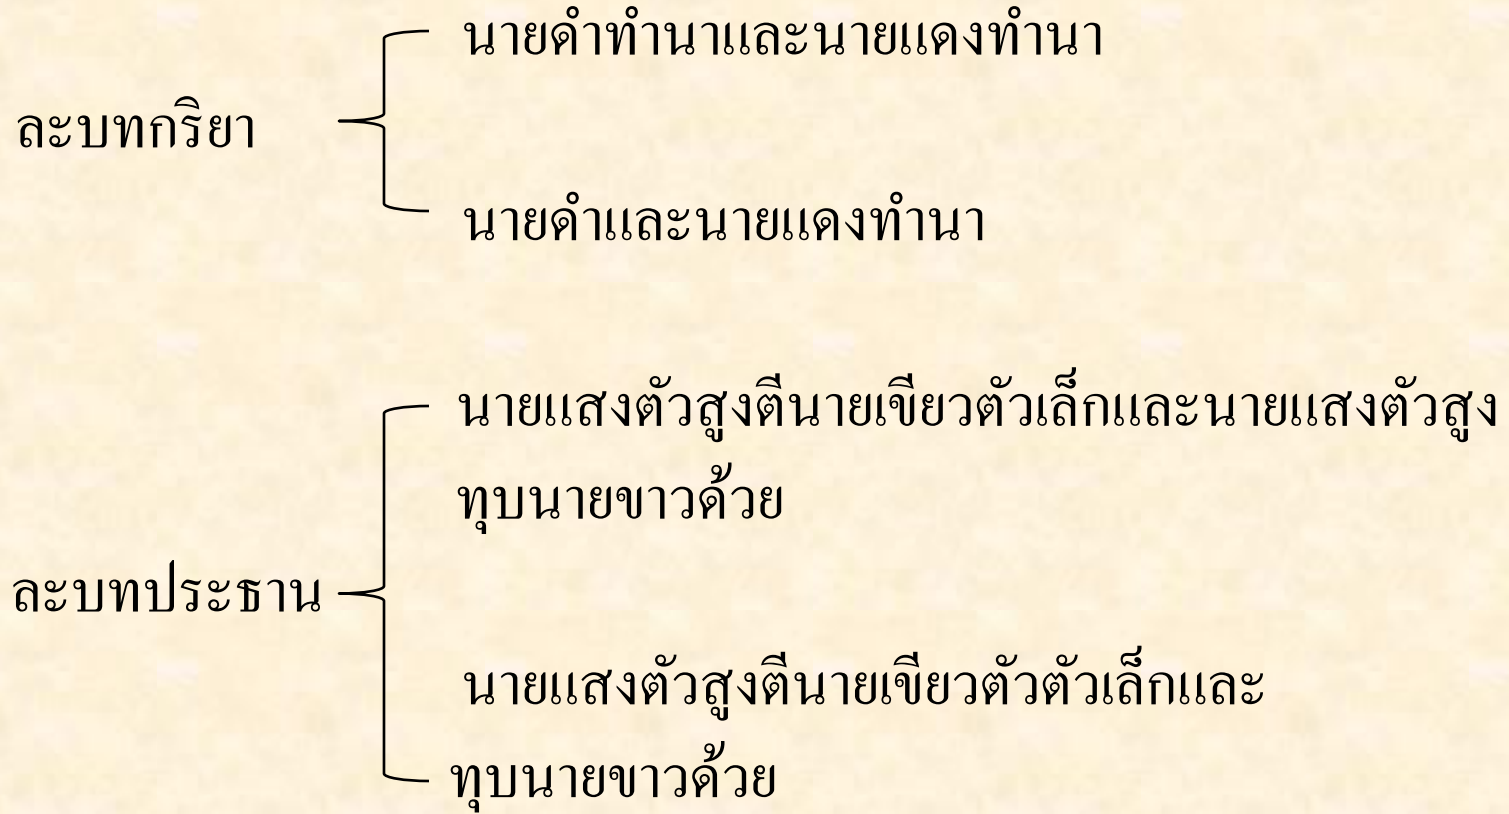 นายดำทำนาและนายแดงทำนา
ละบทกริยา
นายดำและนายแดงทำนา
นายแสงตัวสูงตีนายเขียวตัวเล็กและนายแสงตัวสูง
ทุบนายขาวด้วย
ละบทประธาน
นายแสงตัวสูงตีนายเขียวตัวตัวเล็กและ
ทุบนายขาวด้วย